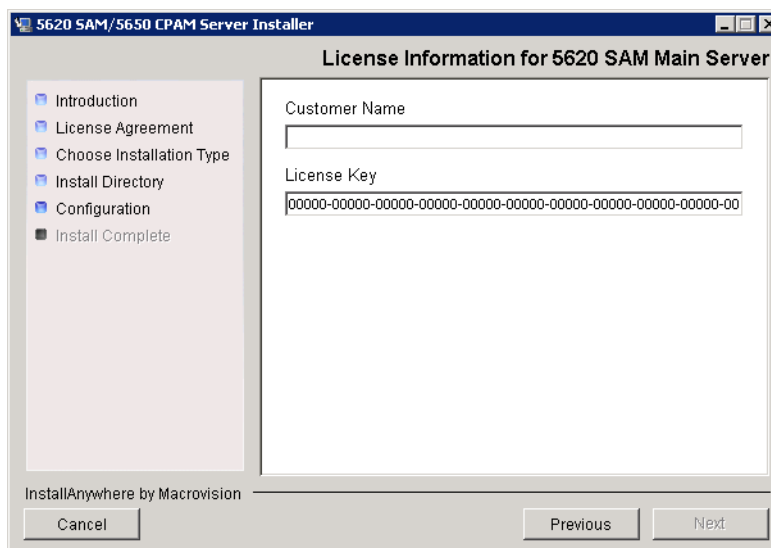 5620 SAM/5650 CPAM Server Installer
License Information for 5620 SAM Main Server
Introduction
License Agreement
Choose Installation Type
Install Directory
Configuration
Install Complete
Customer Name
License Key
00000-00000-00000-00000-00000-00000-00000-00000-00000-00000-00
InstallAnywhere by Macrovision
Cancel
Previous
Next